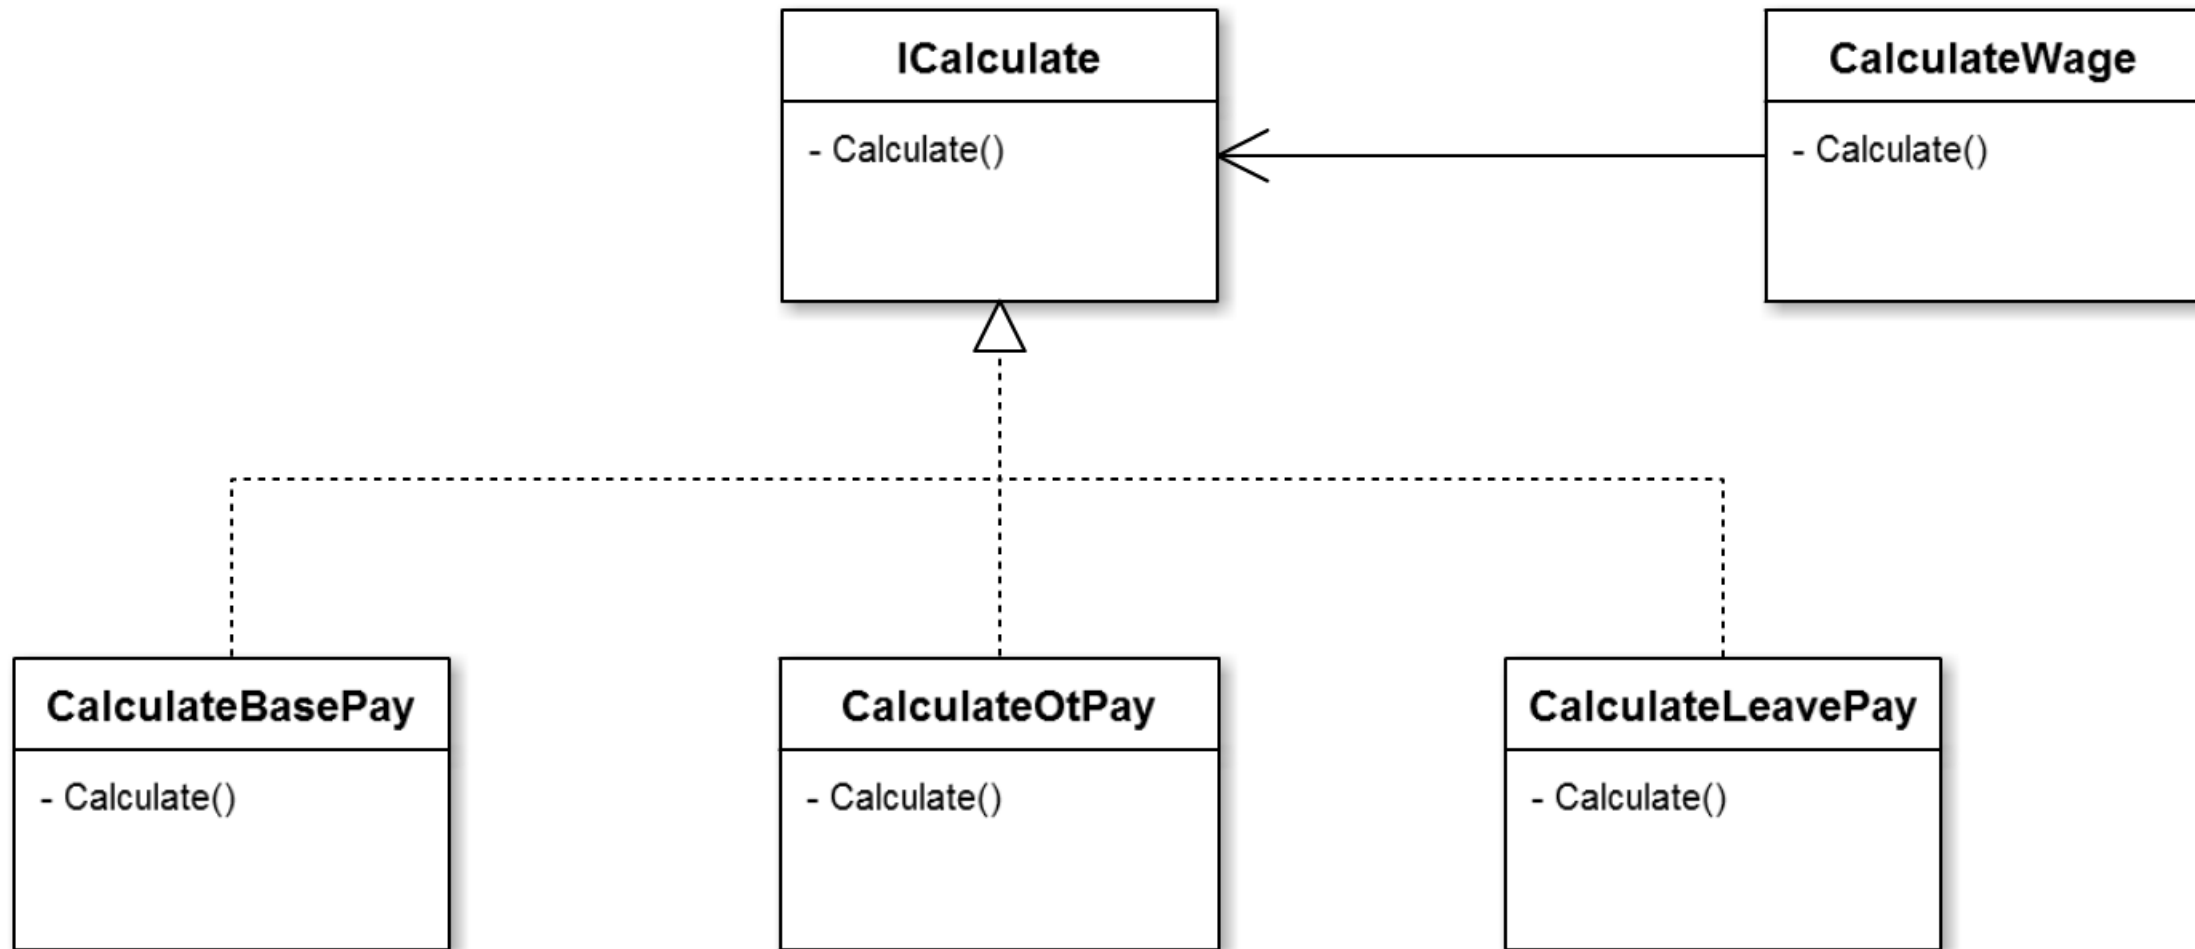 ICalculate
- Calculate()
CalculateWage
- Calculate()
CalculateBasePay
- Calculate()
CalculateOtPay
- Calculate()
CalculateLeavePay
- Calculate()